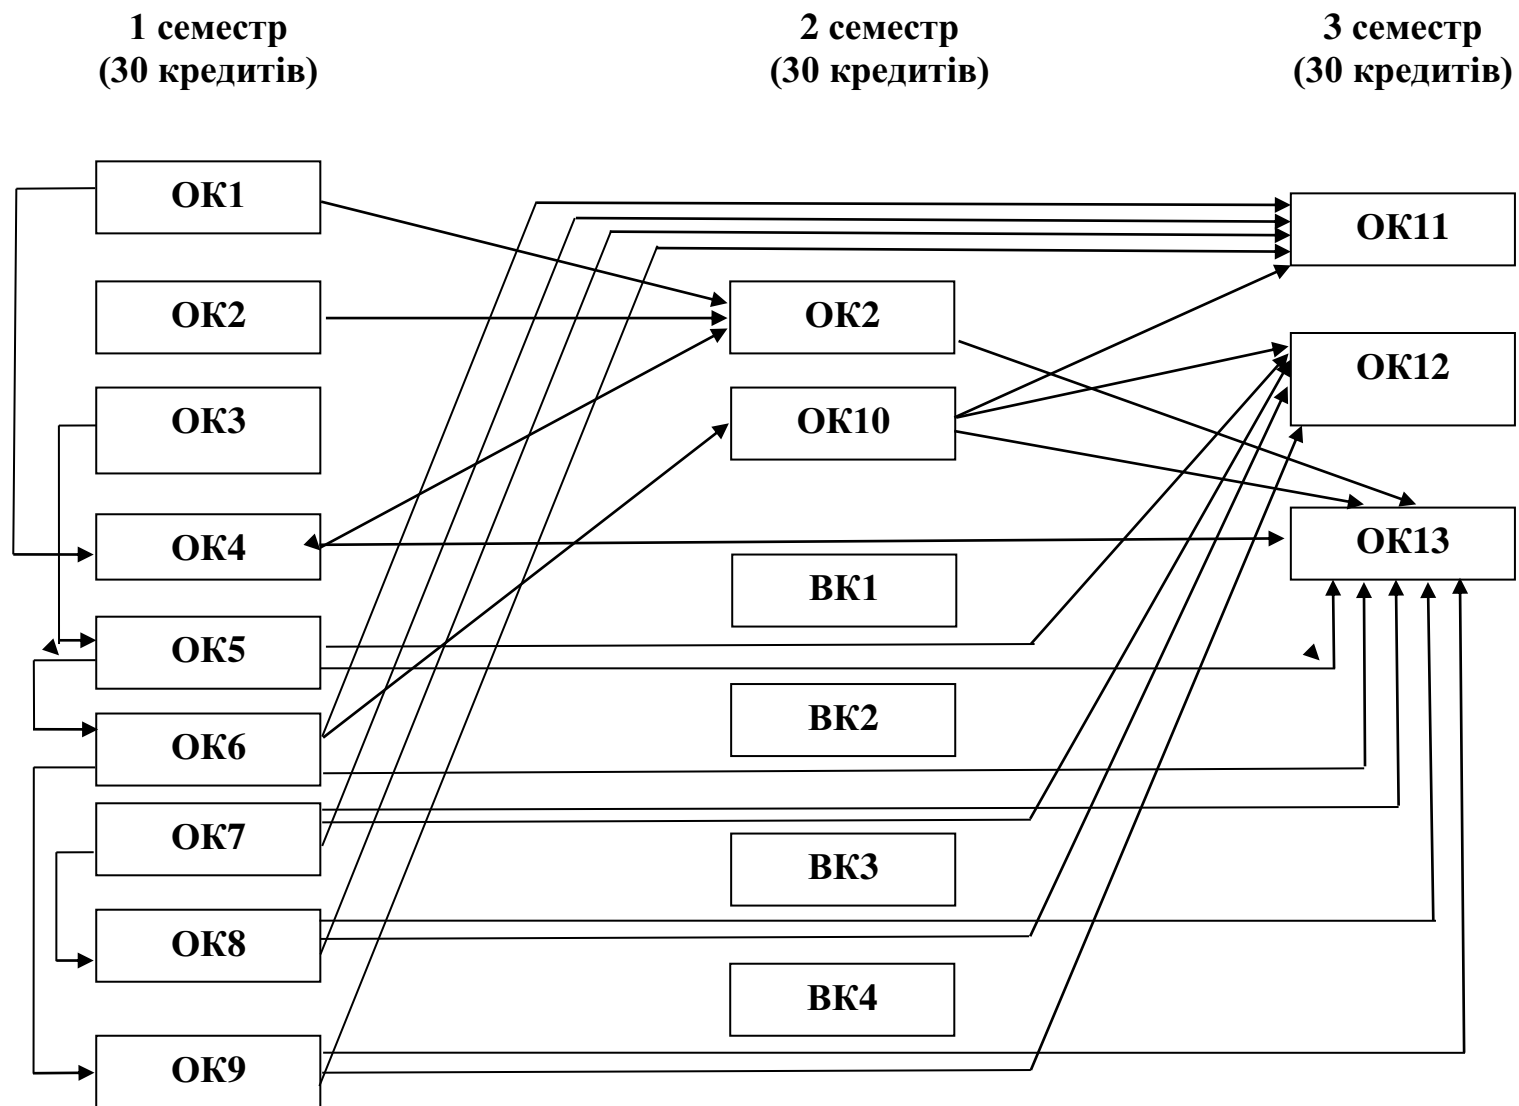 1 семестр
(30 кредитів)
2 семестр
(30 кредитів)
3 семестр
(30 кредитів)
ОК1
ОК2
ОК3
ОК4
ОК5
ОК6
ОК7
ОК8
ОК9
ОК2
ОК10
ВК1
ВК2
ВК3
ВК4
ОК11
ОК12
ОК13